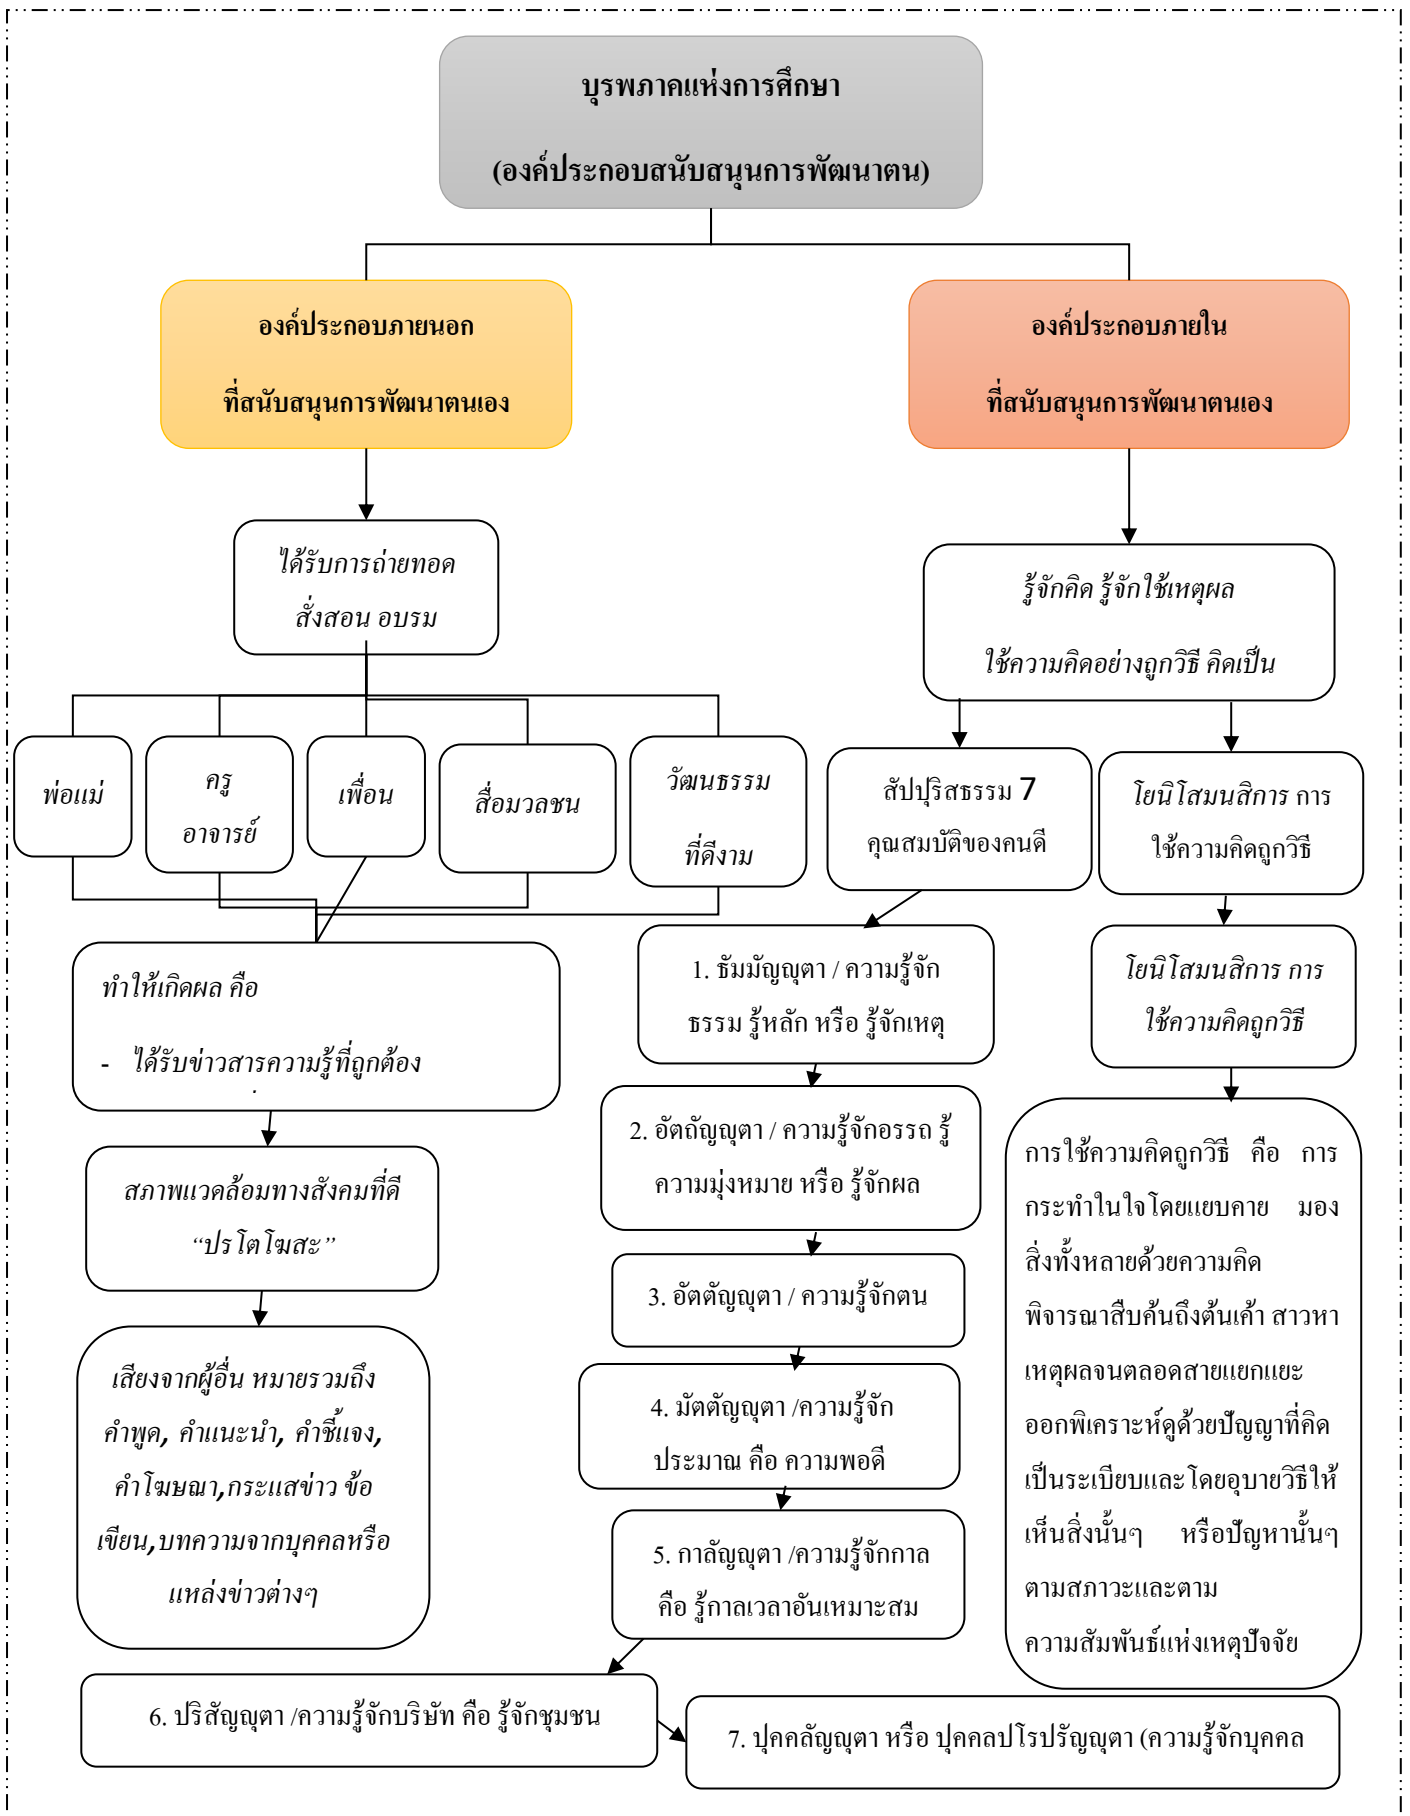 บุรพภาคแห่งการศึกษา
(องค์ประกอบสนับสนุนการพัฒนาตน)
องค์ประกอบภายนอก
ที่สนับสนุนการพัฒนาตนเอง
องค์ประกอบภายใน
ที่สนับสนุนการพัฒนาตนเอง
ได้รับการถ่ายทอด
สั่งสอน อบรม
รู้จักคิด รู้จักใช้เหตุผล
ใช้ความคิดอย่างถูกวิธี คิดเป็น
พ่อแม่
ครู
อาจารย์
เพื่อน
สื่อมวลชน
วัฒนธรรม
ที่ดีงาม
สัปปุริสธรรม 7
คุณสมบัติของคนดี
โยนิโสมนสิการ การ
ใช้ความคิดถูกวิธี
ทำให้เกิดผล คือ
- ได้รับข่าวสารความรู้ที่ถูกต้อง
สภาพแวดล้อมทางสังคมที่ดี
“ปรโตโฆสะ”
เสียงจากผู้อื่น หมายรวมถึง
คำพูด, คำแนะนำ, คำชี้แจง,
คำโฆษณา,กระแสข่าว ข้อ
เขียน,บทความจากบุคคลหรือ
แหล่งข่าวต่างๆ
1. ธัมมัญญุตา / ความรู้จัก
ธรรม รู้หลัก หรือ รู้จักเหตุ
2. อัตถัญญุตา / ความรู้จักอรรถ รู้
ความมุ่งหมาย หรือ รู้จักผล
3. อัตตัญญุตา / ความรู้จักตน
4. มัตตัญญุตา /ความรู้จัก
ประมาณ คือ ความพอดี
5. กาลัญญุตา /ความรู้จักกาล
คือ รู้กาลเวลาอันเหมาะสม
6. ปริสัญญุตา /ความรู้จักบริษัท คือ รู้จักชุมชน
7. ปุคคลัญญุตา หรือ ปุคคลปโรปรัญญุตา (ความรู้จักบุคคล
โยนิโสมนสิการ การ
ใช้ความคิดถูกวิธี
การใช้ความคิดถูกวิธี คือ การ
กระทำในใจโดยแยบคาย มอง
สิ่งทั้งหลายด้วยความคิด
พิจารณาสืบค้นถึงต้นเค้า สาวหา
เหตุผลจนตลอดสายแยกแยะ
ออกพิเคราะห์ดูด้วยปัญญาที่คิด
เป็นระเบียบและโดยอุบายวิธีให้
เห็นสิ่งนั้นๆ หรือปัญหานั้นๆ
ตามสภาวะและตาม
ความสัมพันธ์แห่งเหตุปัจจัย